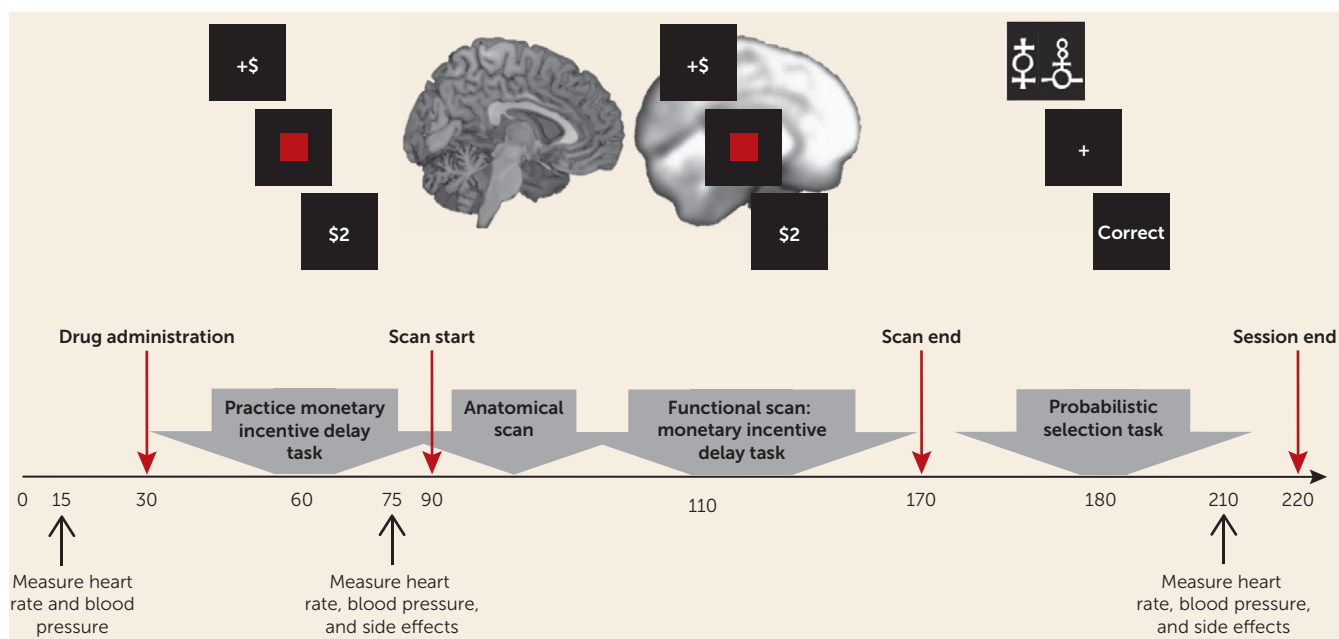 +$
$2
+$
$2
+
Correct
Drug administration
Scan start
Scan end
Session end
Practice monetary
incentive delay
task
Anatomical
scan
Functional scan:
monetary incentive
delay task
Probabilistic
selection task
0 15 30 60 75 90 110 170 180 210 220
Measure heart
rate and blood
pressure
Measure heart
rate, blood pressure,
and side effects
Measure heart
rate, blood pressure,
and side effects